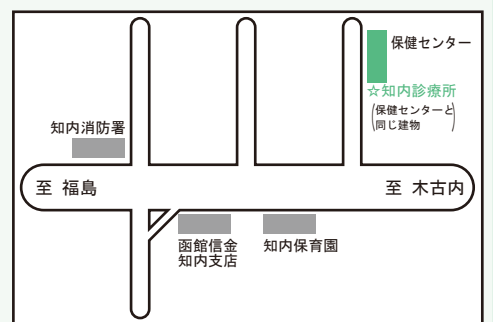 保健センター
☆知内診療所
(保健センターと
同じ建物)
知内消防署
至 福島
至 木古内
函館信金
知内支店
知内保育園